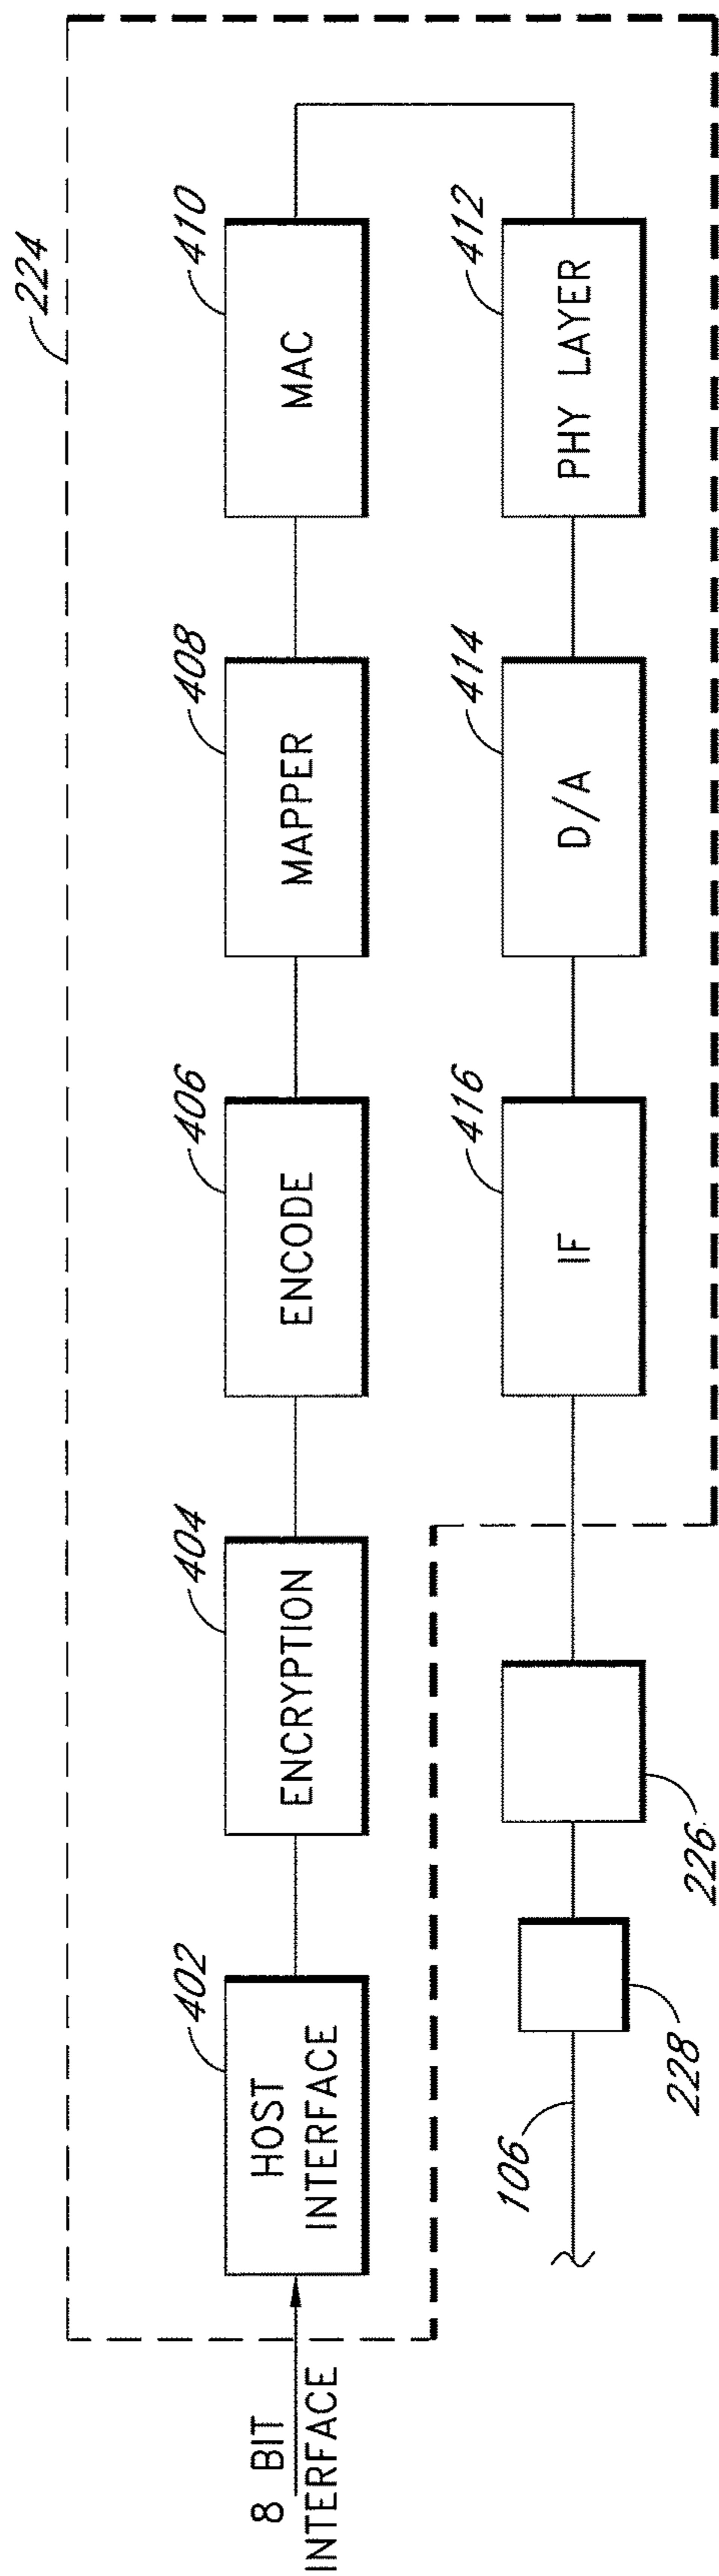 224
402
404
406
408
410
8 BIT
INTERFACE
HOST
INTERFACE
ENCRYPTION
ENCODE
MAPPER
MAC
416
414
412
IF
D/A
PHY LAYER
106
228
226